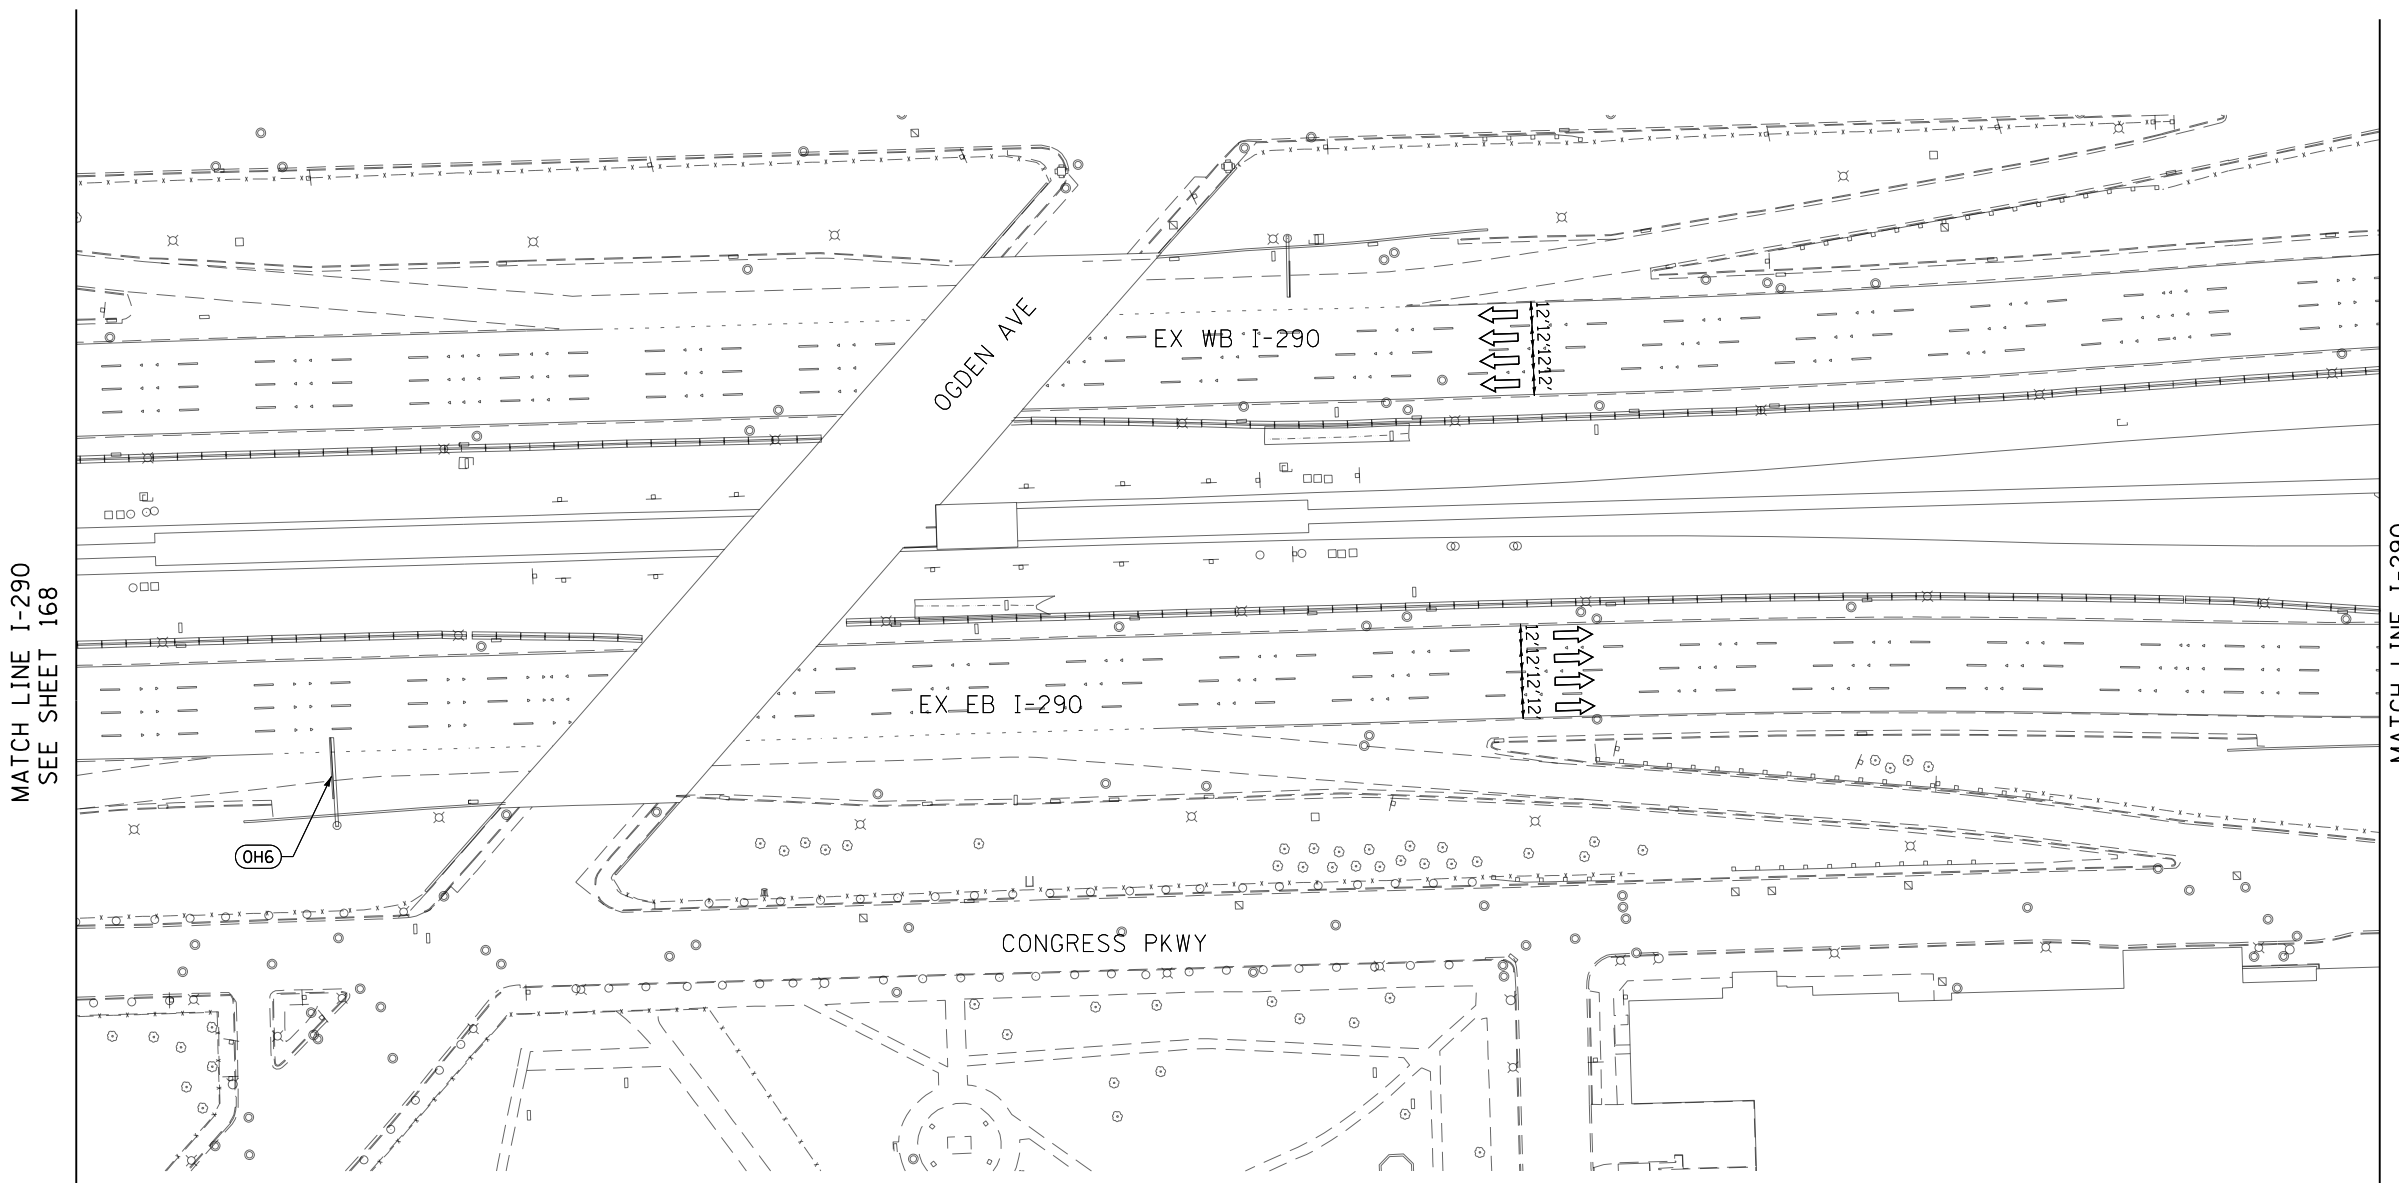 MATCH LINE I-290
SEE SHEET 168
OGDEN AVE
EX WB I-290
12'
12'
12'
12'
EX EB I-290
12'
12'
12'
12'
OH6
CONGRESS PKWY
MATCH LINE I-290